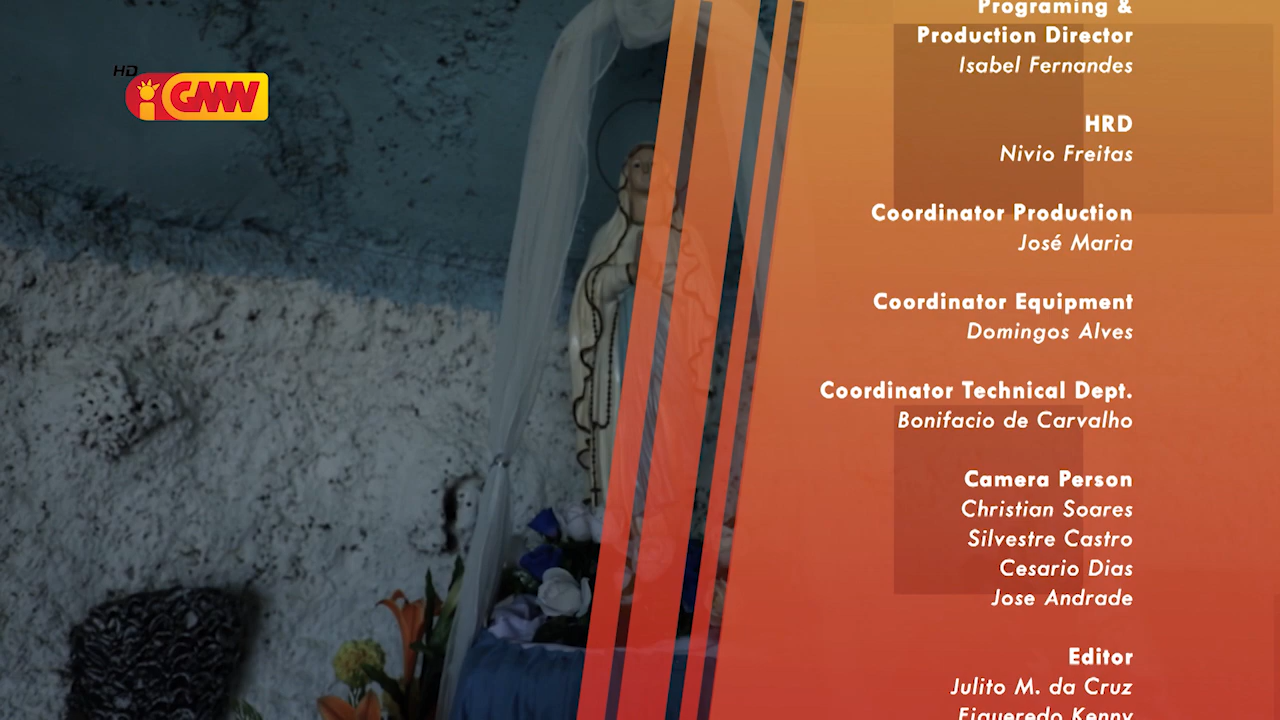 HD
GMN
Programing &
Production Director
Isabel Fernandes
HRD
Nivio Freitas
Coordinator Production
José Maria
Coordinator Equipment
Domingos Alves
Coordinator Technical Dept.
Bonifacio de Carvalho
Camera Person
Christian Soares
Silvestre Castro
Cesario Dias
Jose Andrade
Editor
Julito M. da Cruz
Figueredo Kenny